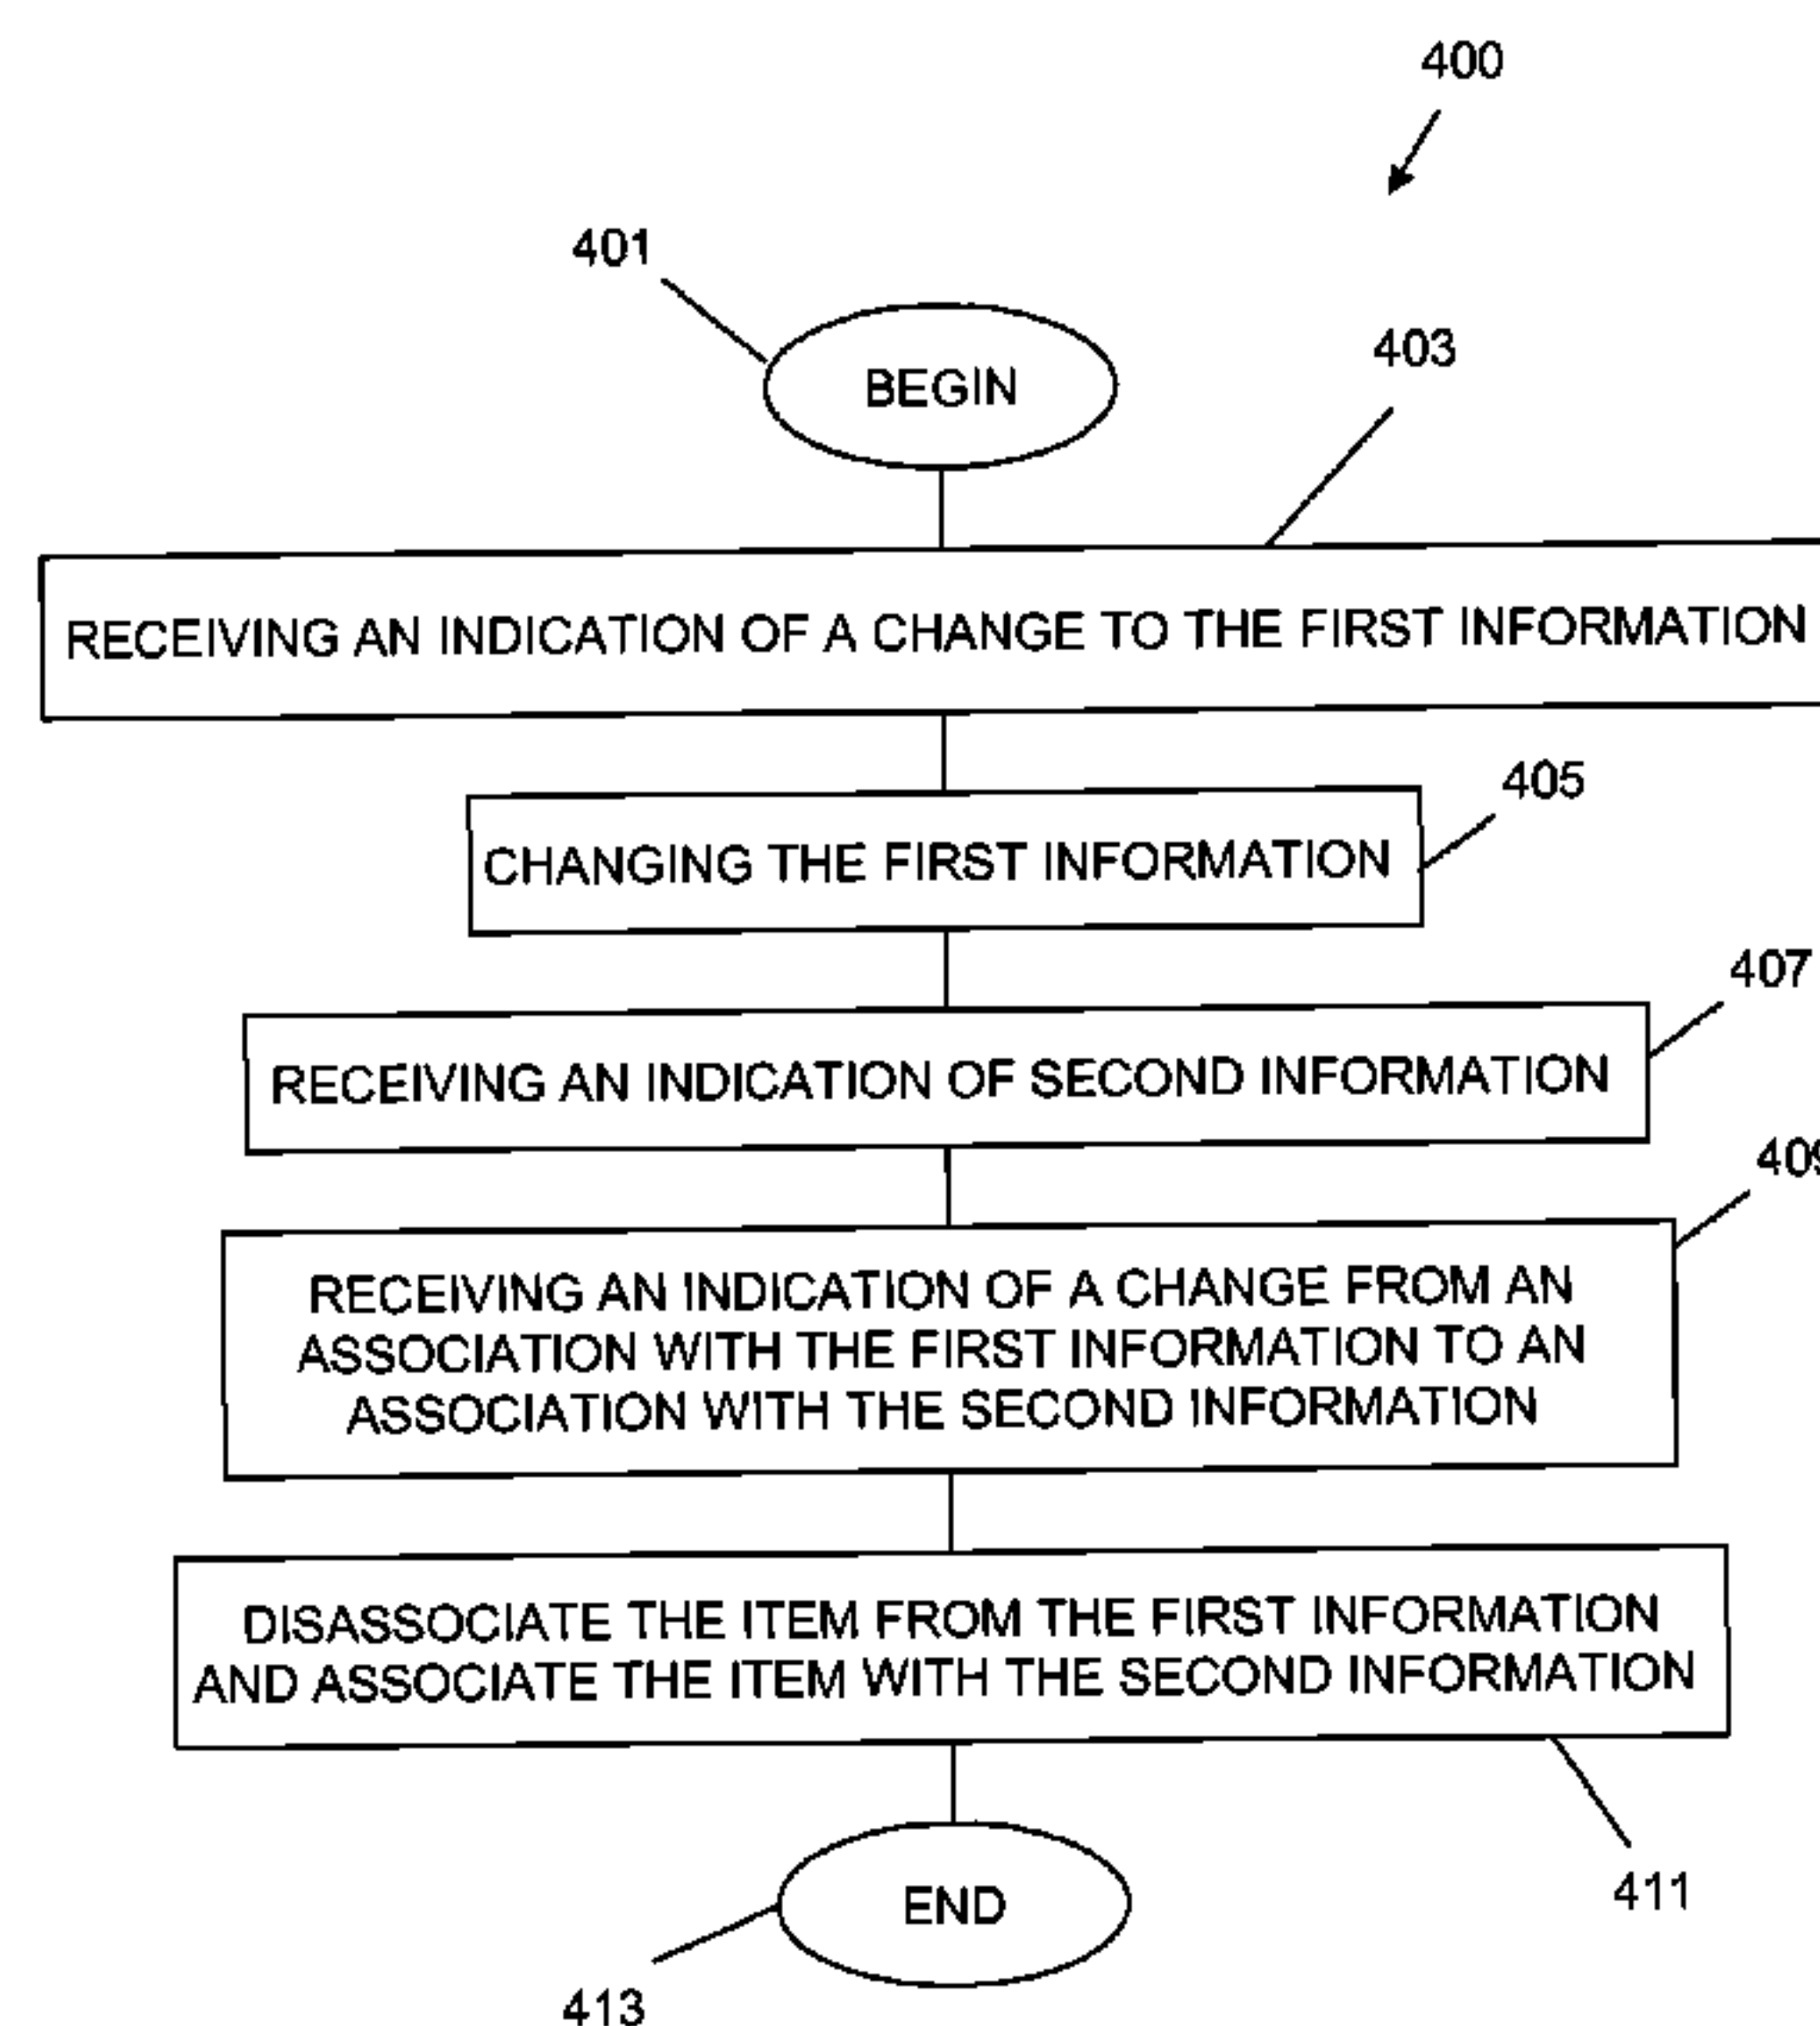 400
401
BEGIN
403
RECEIVING AN INDICATION OF A CHANGE TO THE FIRST INFORMATION
405
CHANGING THE FIRST INFORMATION
407
RECEIVING AN INDICATION OF SECOND INFORMATION
409
RECEIVING AN INDICATION OF A CHANGE FROM AN
ASSOCIATION WITH THE FIRST INFORMATION TO AN
ASSOCIATION WITH THE SECOND INFORMATION
DISASSOCIATE THE ITEM FROM THE FIRST INFORMATION
AND ASSOCIATE THE ITEM WITH THE SECOND INFORMATION
411
END
413